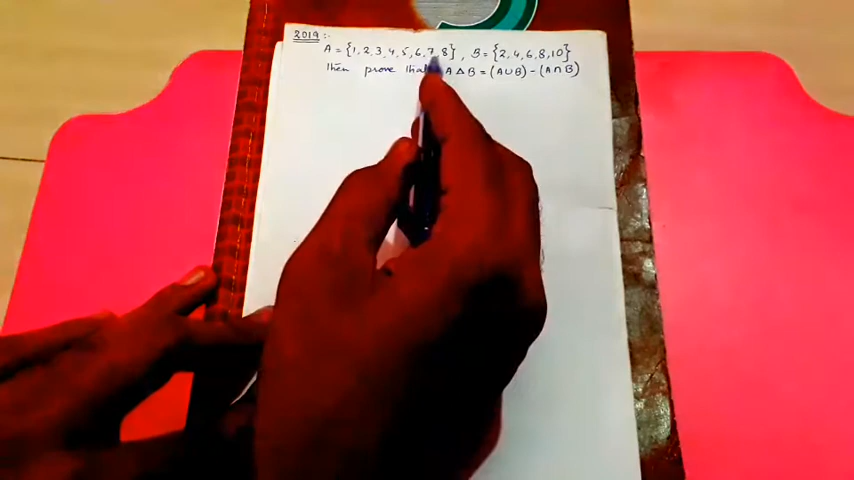 2019:-
A = {1, 2, 3, 4, 5, 6, 7, 8}, B = {2, 4, 6, 8, 10}
then prove that A Δ B = (A∪B) - (A∩B)